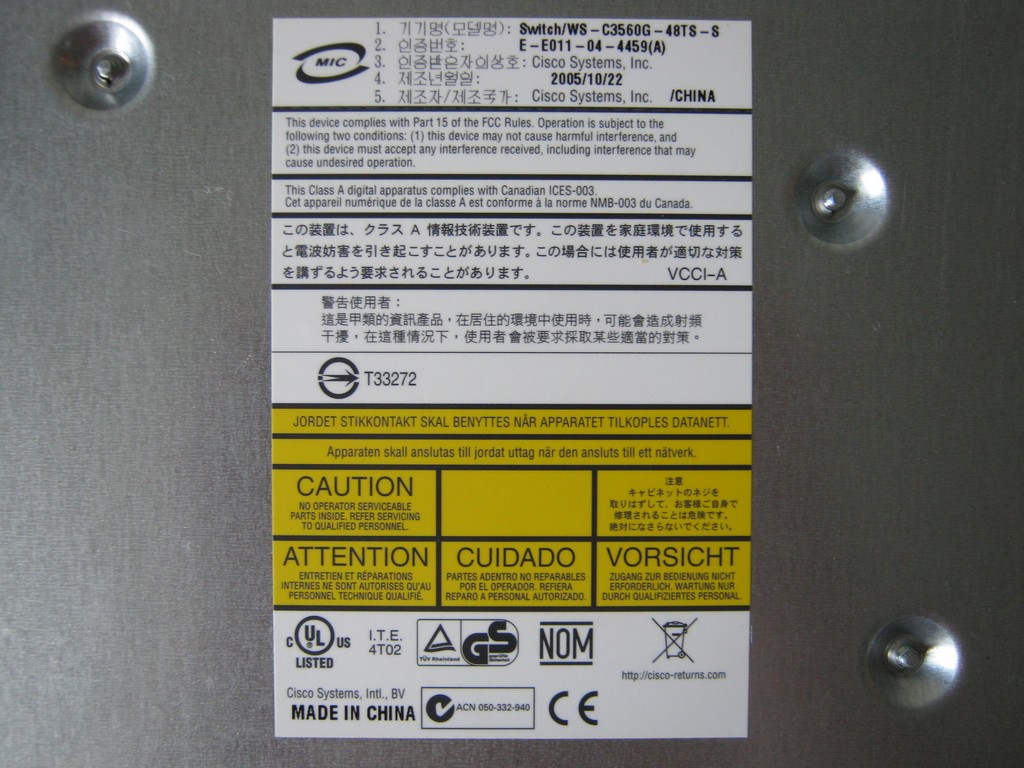 MIC
1. 기기명(모델명): Switch/WS-C3560G-48TS-S
2. 인증번호: E-E011-04-4459(A)
3. 인증받은자의상호: Cisco Systems, Inc.
4. 제조년월일: 2005/10/22
5. 제조자/제조국가: Cisco Systems, Inc. /CHINA
This device complies with Part 15 of the FCC Rules. Operation is subject to the
following two conditions: (1) this device may not cause harmful interference, and
(2) this device must accept any interference received, including interference that may
cause undesired operation.
This Class A digital apparatus complies with Canadian ICES-003.
Cet appareil numérique de la classe A est conforme à la norme NMB-003 du Canada.
この装置は、クラス A 情報技術装置です。この装置を家庭環境で使用する
と電波妨害を引き起こすことがあります。この場合には使用者が適切な対策
を講ずるよう要求されることがあります。 VCCI-A
警告使用者：
這是甲類的資訊產品，在居住的環境中使用時，可能會造成射頻
干擾，在這種情況下，使用者會被要求採取某些適當的對策。
T33272
JORDET STIKKONTAKT SKAL BENYTTES NÅR APPARATET TILKOPLES DATANETT.
Apparaten skall anslutas till jordat uttag när den ansluts till ett nätverk.
CAUTION
NO OPERATOR SERVICEABLE
PARTS INSIDE. REFER SERVICING
TO QUALIFIED PERSONNEL.
注意
キャビネットのネジを
取りはずして、お客様ご自身で
修理されることは危険です。
絶対になさらないでください。
ATTENTION
ENTRETIEN ET RÉPARATIONS
INTERNES NE SONT AUTORISES QU'AU
PERSONNEL TECHNIQUE QUALIFIÉ.
CUIDADO
PARTES ADENTRO NO REPARABLES
POR EL OPERADOR. REFIERA
REPARO A PERSONAL AUTORIZADO.
VORSICHT
ZUGANG ZUR BEDIENUNG NICHT
ERFORDERLICH. WARTUNG NUR
DURCH QUALIFIZIERTES PERSONAL.
C UL US
LISTED
I.T.E.
4T02
TÜV Rheinland
GS
NOM
http://cisco-returns.com
Cisco Systems, Intl., BV
MADE IN CHINA
ACN 050-332-940
CE